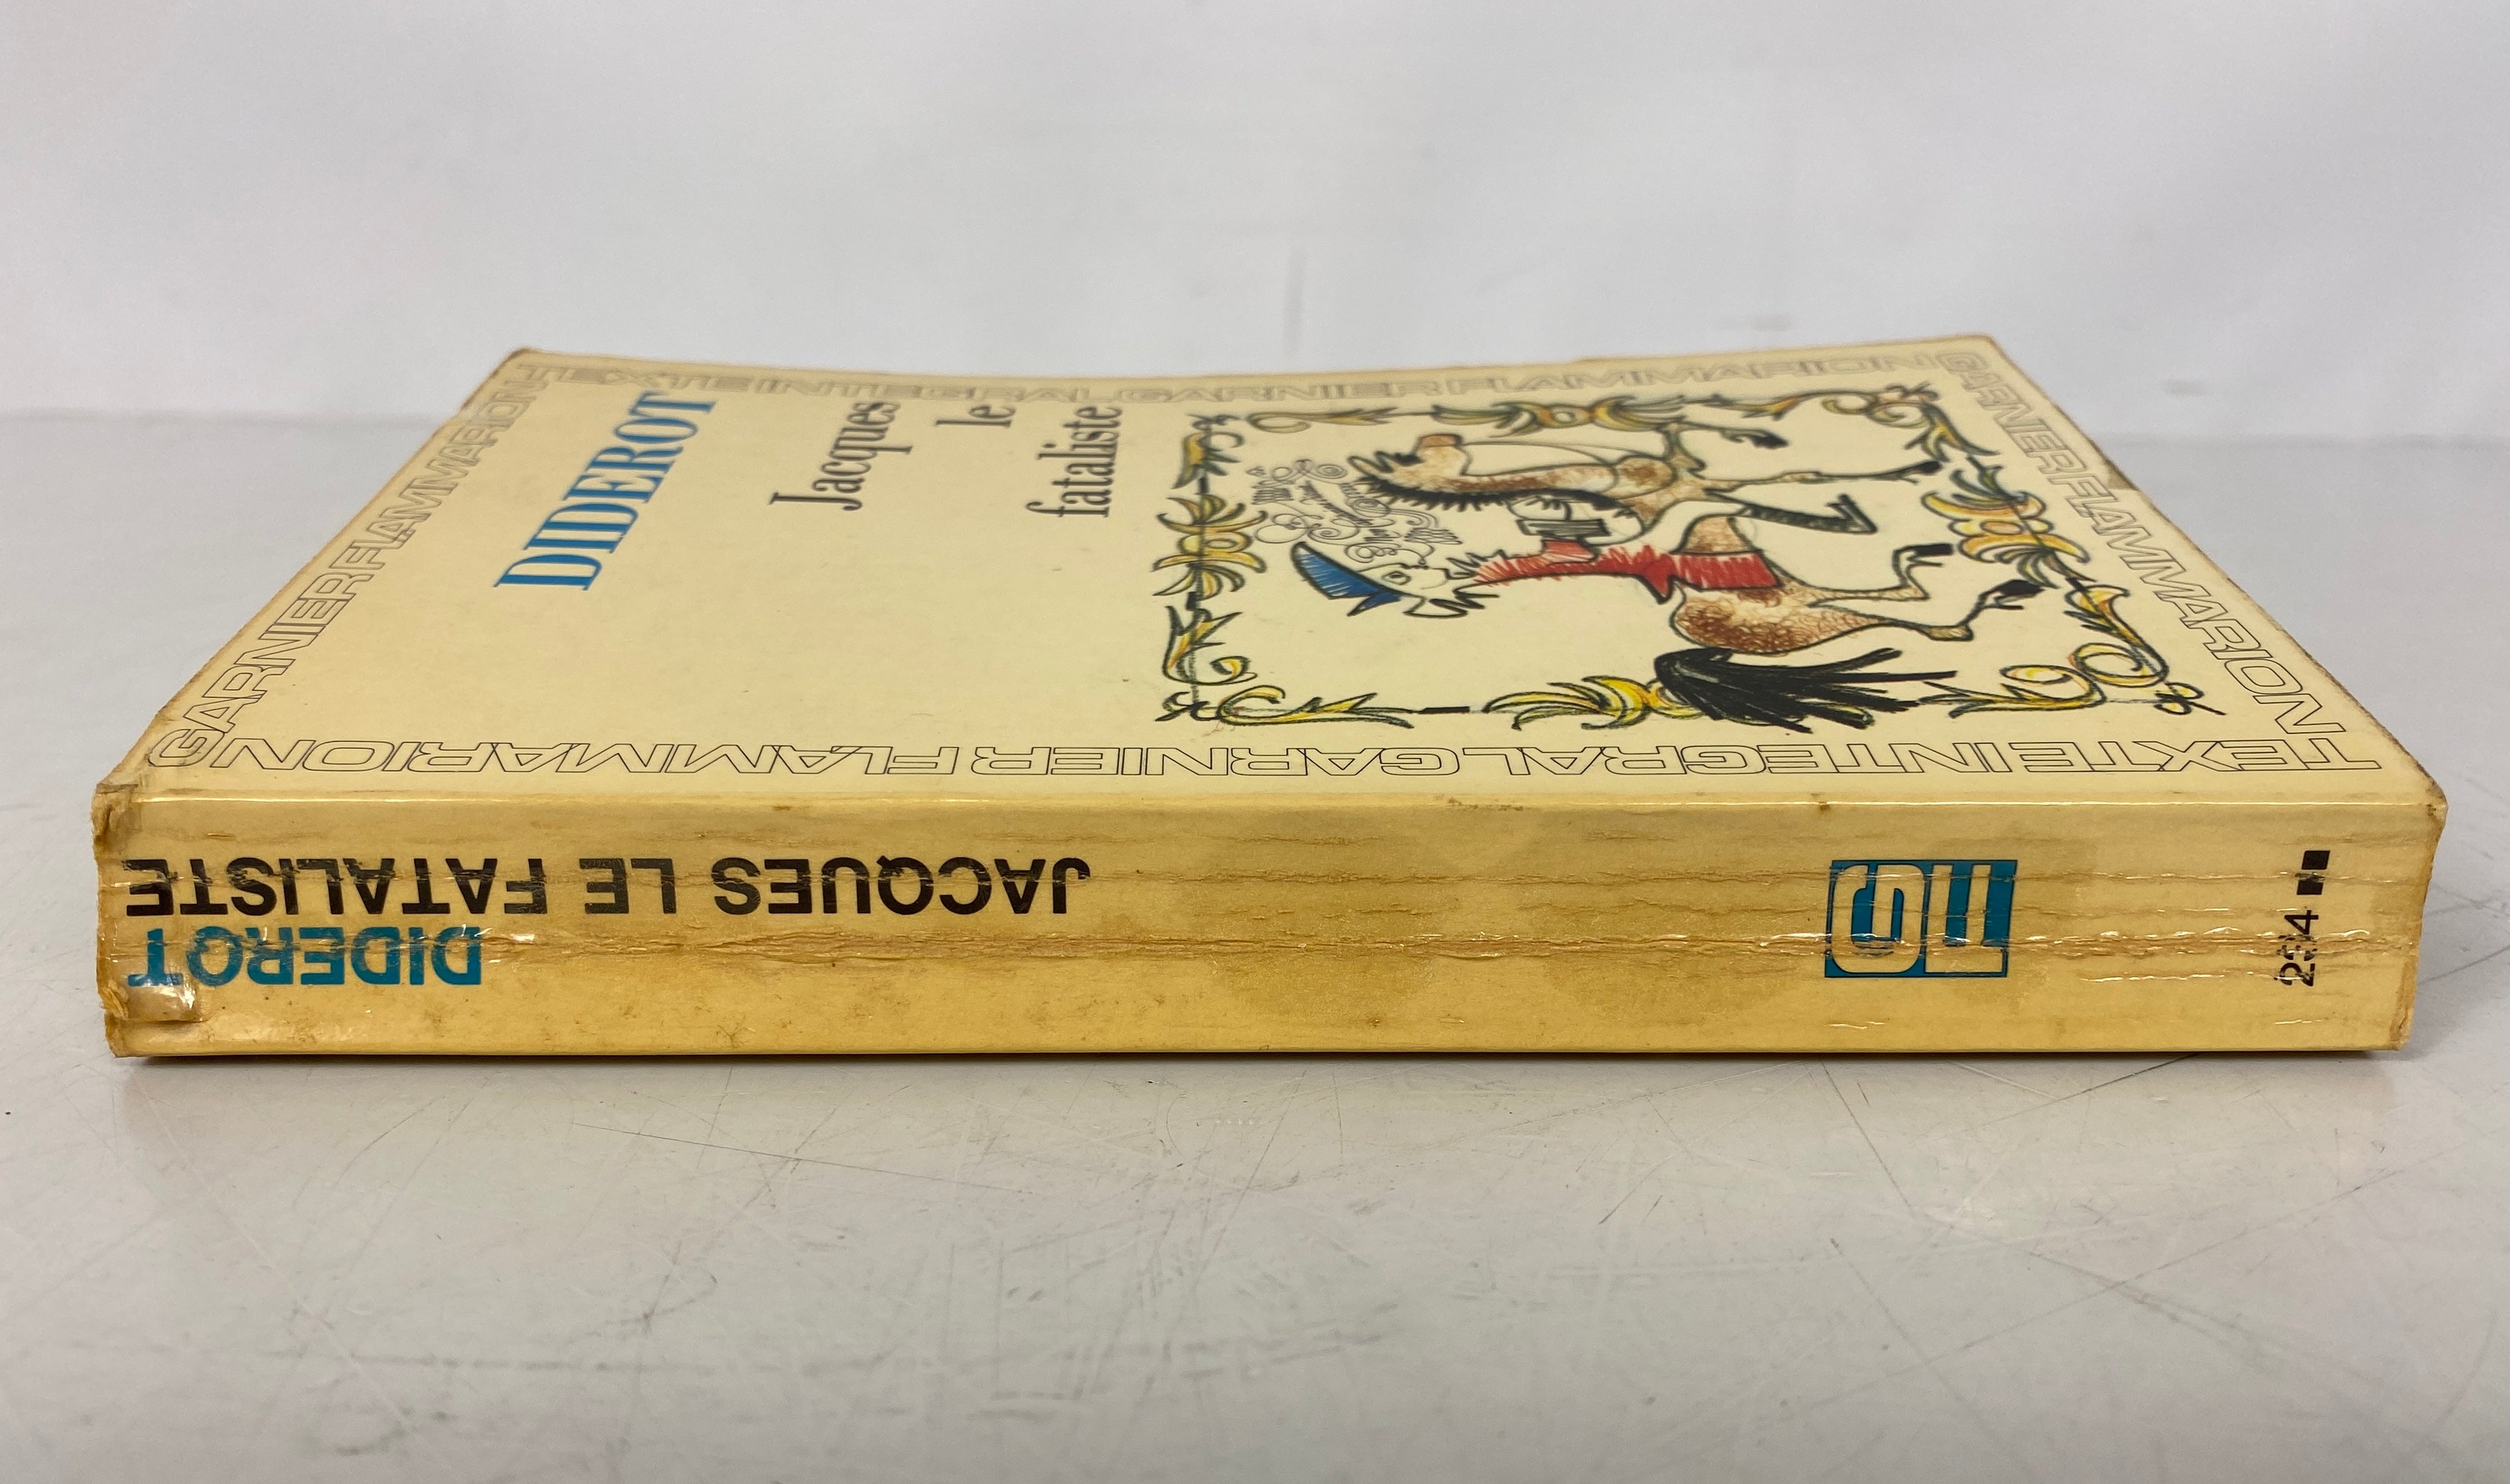 DIDEROT
Jacques
le
fataliste
TEXTE INTEGRAL GARNIER FLAMMARION
GARNIER FLAMMARION
TEXTE INTEGRAL GARNIER FLAMMARION
GARNIER FLAMMARION
JACQUES LE FATALISTE
DIDEROT
GF
234